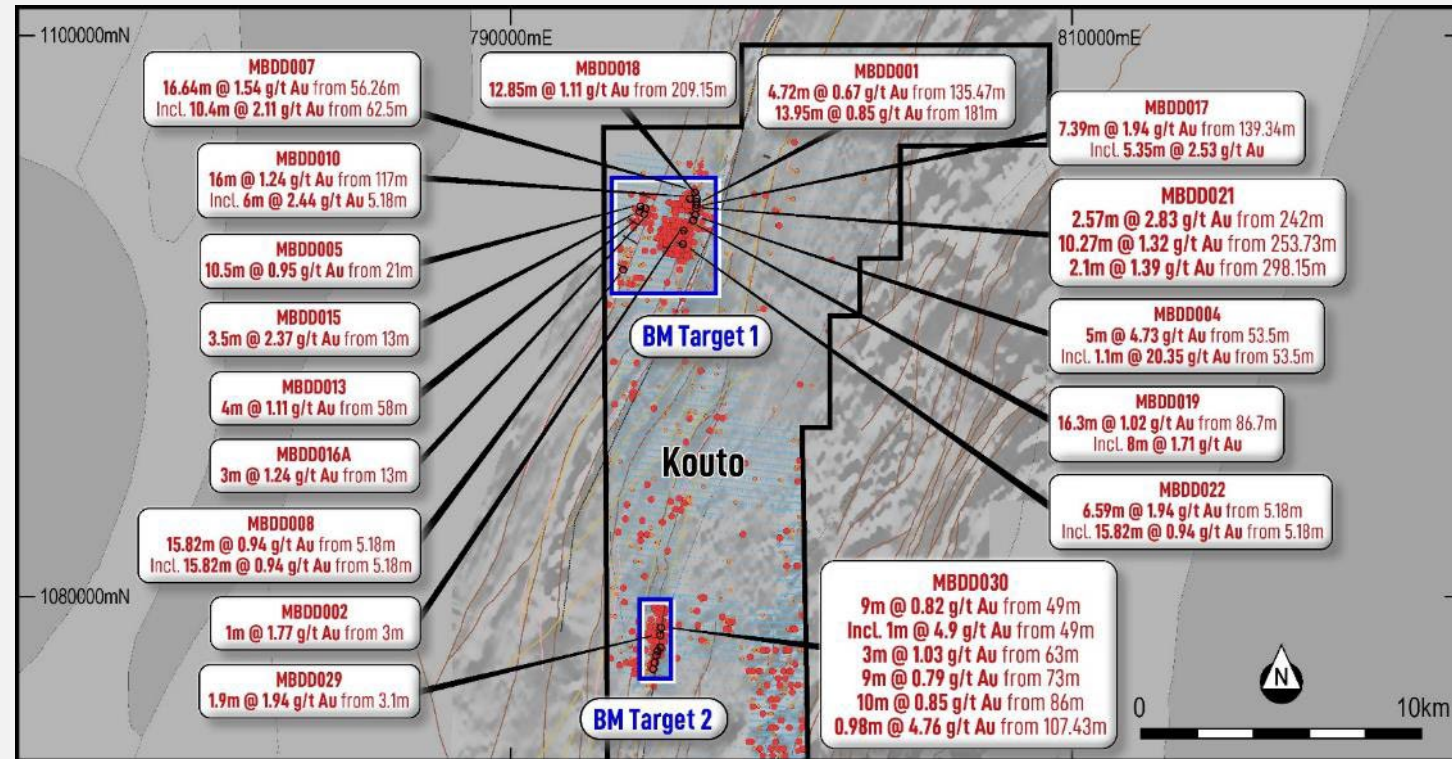 1100000mN
790000mE
810000mE
MBDD007
16.64m @ 1.54 g/t Au from 56.26m
Incl. 10.4m @ 2.11 g/t Au from 62.5m
MBDD018
12.85m @ 1.11 g/t Au from 209.15m
MBDD001
4.72m @ 0.67 g/t Au from 135.47m
13.95m @ 0.85 g/t Au from 181m
MBDD017
7.39m @ 1.94 g/t Au from 139.34m
Incl. 5.35m @ 2.53 g/t Au
MBDD010
16m @ 1.24 g/t Au from 117m
Incl. 6m @ 2.44 g/t Au 5.18m
MBDD021
2.57m @ 2.83 g/t Au from 242m
10.27m @ 1.32 g/t Au from 253.73m
2.1m @ 1.39 g/t Au from 298.15m
MBDD005
10.5m @ 0.95 g/t Au from 21m
MBDD015
3.5m @ 2.37 g/t Au from 13m
BM Target 1
MBDD004
5m @ 4.73 g/t Au from 53.5m
Incl. 1.1m @ 20.35 g/t Au from 53.5m
MBDD013
4m @ 1.11 g/t Au from 58m
MBDD019
16.3m @ 1.02 g/t Au from 86.7m
Incl. 8m @ 1.71 g/t Au
MBDD016A
3m @ 1.24 g/t Au from 13m
Kouto
MBDD022
6.59m @ 1.94 g/t Au from 5.18m
Incl. 15.82m @ 0.94 g/t Au from 5.18m
MBDD008
15.82m @ 0.94 g/t Au from 5.18m
Incl. 15.82m @ 0.94 g/t Au from 5.18m
1080000mN
MBDD002
1m @ 1.77 g/t Au from 3m
MBDD030
9m @ 0.82 g/t Au from 49m
Incl. 1m @ 4.9 g/t Au from 49m
3m @ 1.03 g/t Au from 63m
9m @ 0.79 g/t Au from 73m
10m @ 0.85 g/t Au from 86m
0.98m @ 4.76 g/t Au from 107.43m
MBDD029
1.9m @ 1.94 g/t Au from 3.1m
BM Target 2
N
0
10km